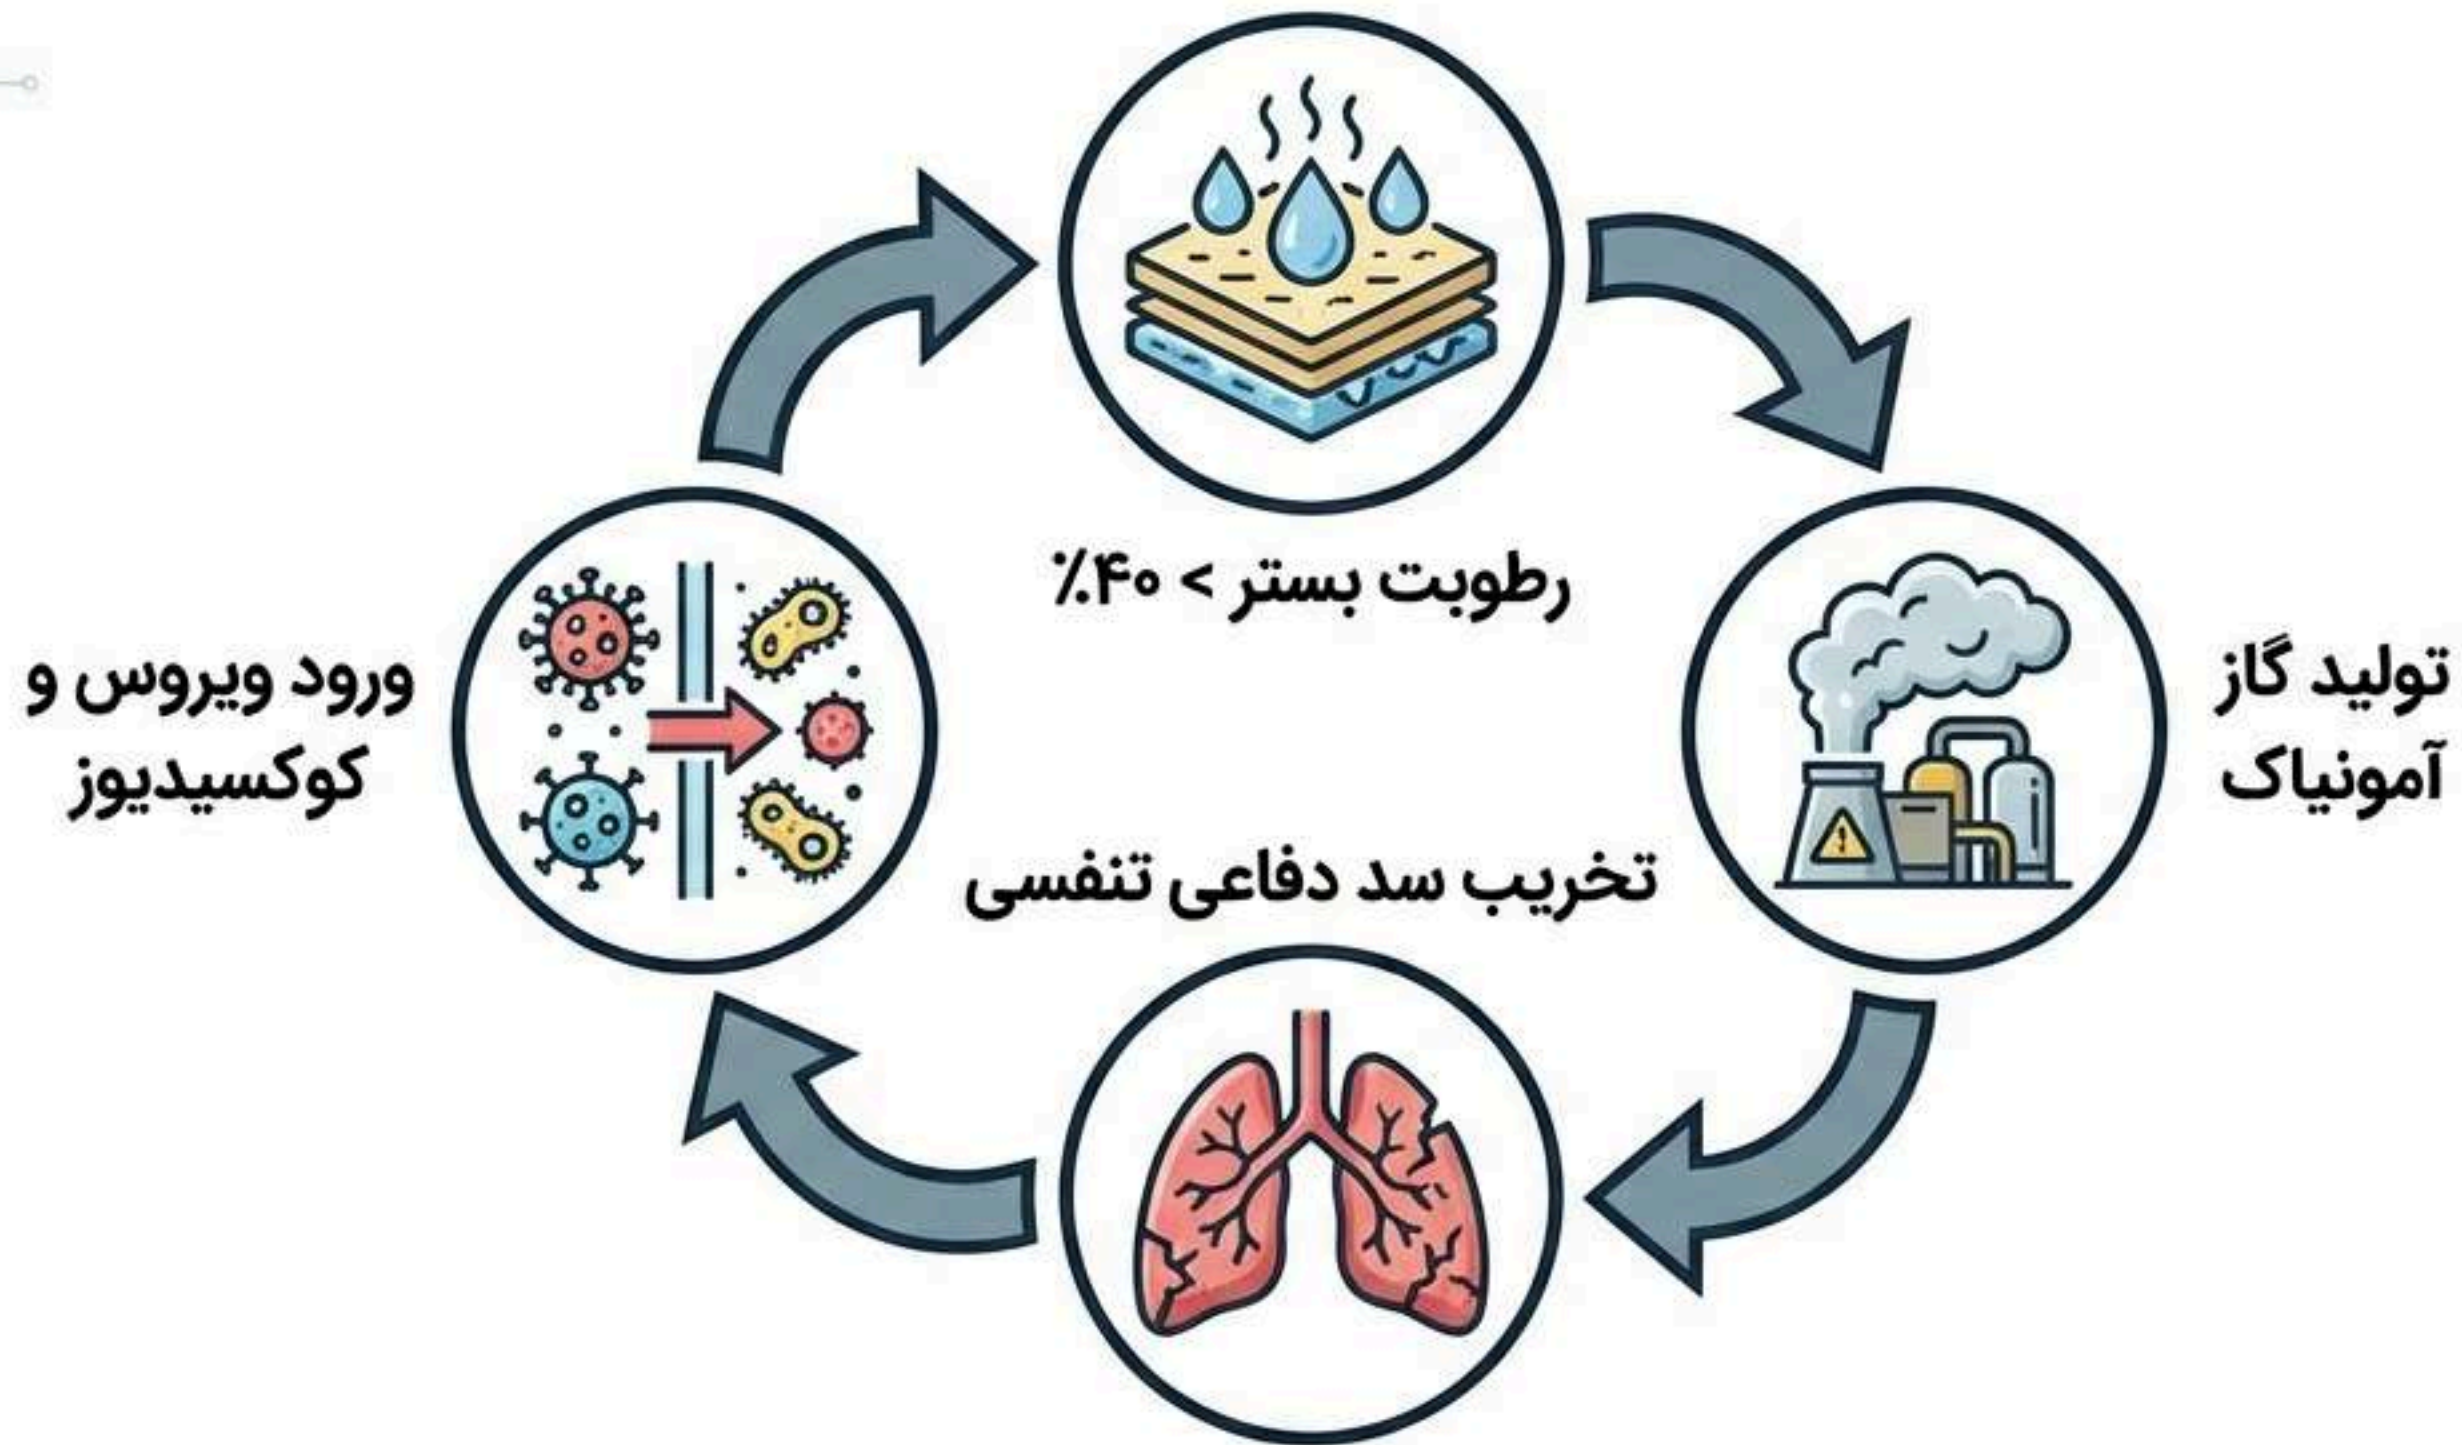 رطوبت بستر > ۴۰٪
تولید گاز
آمونیاک
تخریب سد دفاعی تنفسی
ورود ویروس و
کوکسیدیوز